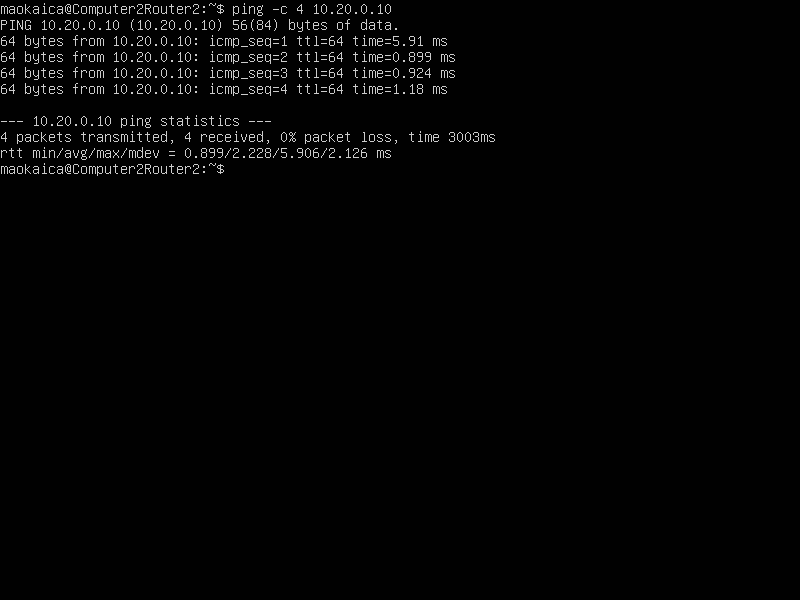 maokaica@Computer2Router2:~$ ping -c 4 10.20.0.10
PING 10.20.0.10 (10.20.0.10) 56(84) bytes of data.
64 bytes from 10.20.0.10: icmp_seq=1 ttl=64 time=5.91 ms
64 bytes from 10.20.0.10: icmp_seq=2 ttl=64 time=0.899 ms
64 bytes from 10.20.0.10: icmp_seq=3 ttl=64 time=0.924 ms
64 bytes from 10.20.0.10: icmp_seq=4 ttl=64 time=1.18 ms
--- 10.20.0.10 ping statistics ---
4 packets transmitted, 4 received, 0% packet loss, time 3003ms
rtt min/avg/max/mdev = 0.899/2.228/5.906/2.126 ms
maokaica@Computer2Router2:~$